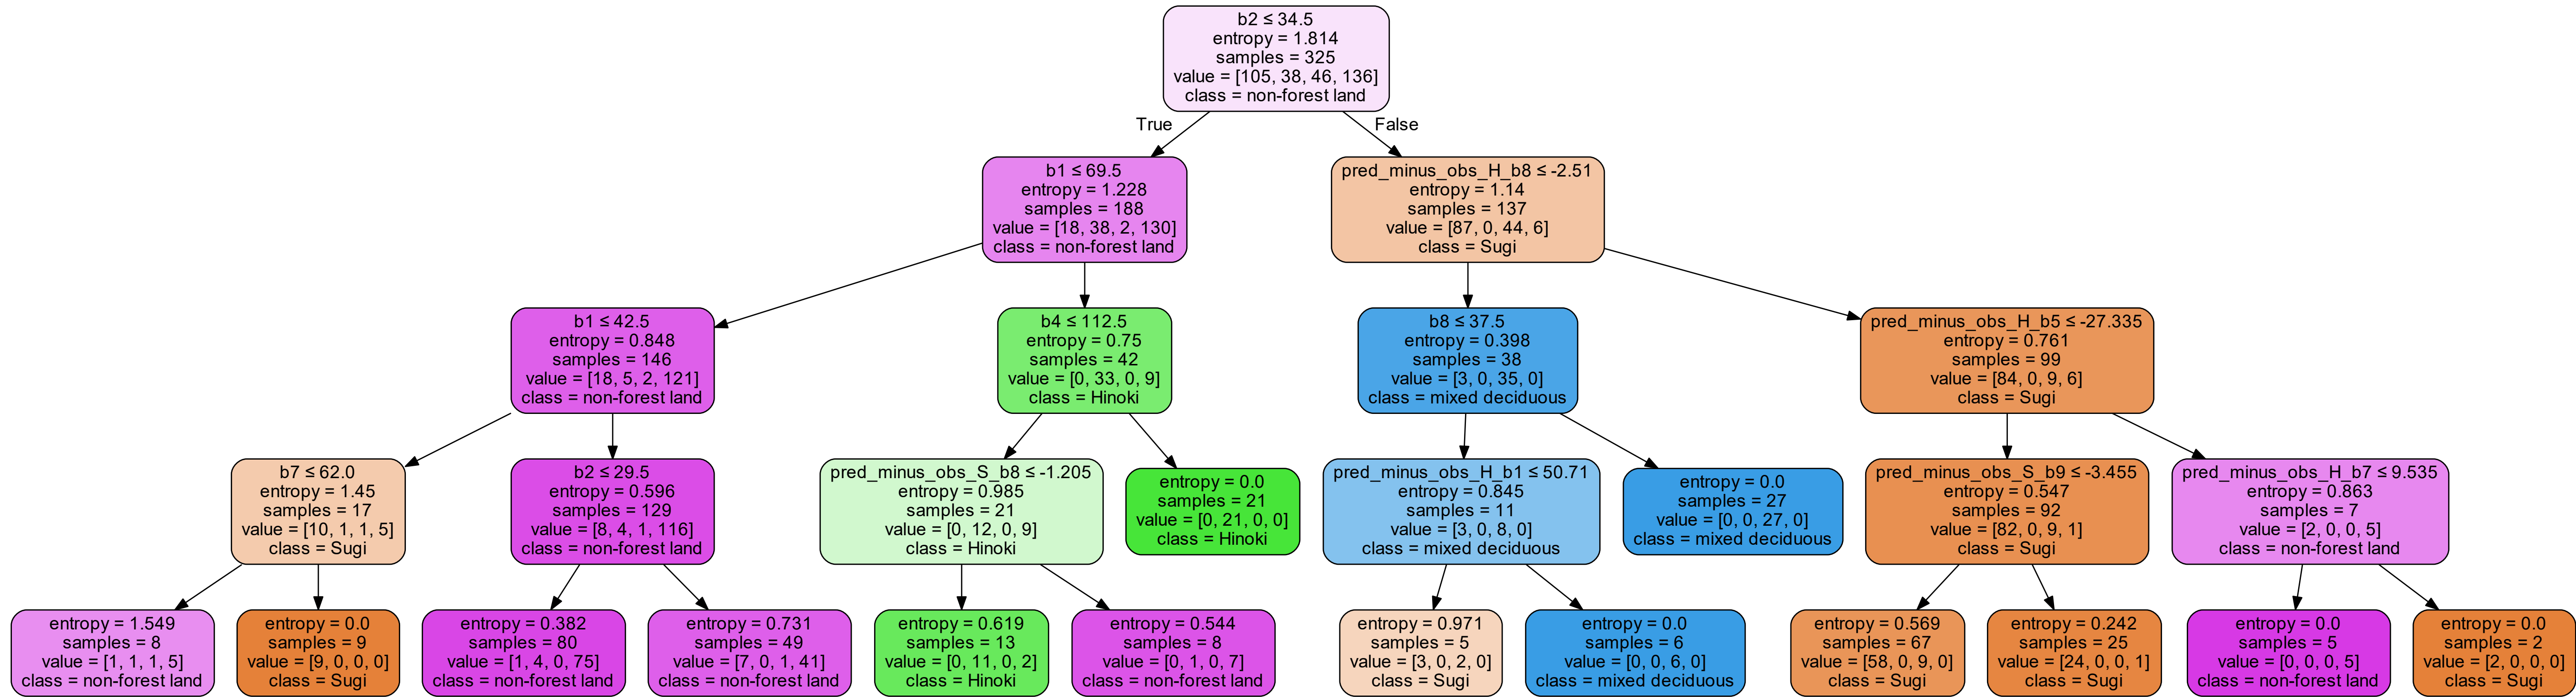 b2 ≤ 34.5
entropy = 1.814
samples = 325
value = [105, 38, 46, 136]
class = non-forest land
True
False
b1 ≤ 69.5
entropy = 1.228
samples = 188
value = [18, 38, 2, 130]
class = non-forest land
pred_minus_obs_H_b8 ≤ -2.51
entropy = 1.14
samples = 137
value = [87, 0, 44, 6]
class = Sugi
b1 ≤ 42.5
entropy = 0.848
samples = 146
value = [18, 5, 2, 121]
class = non-forest land
b4 ≤ 112.5
entropy = 0.75
samples = 42
value = [0, 33, 0, 9]
class = Hinoki
b8 ≤ 37.5
entropy = 0.398
samples = 38
value = [3, 0, 35, 0]
class = mixed deciduous
pred_minus_obs_H_b5 ≤ -27.335
entropy = 0.761
samples = 99
value = [84, 0, 9, 6]
class = Sugi
b7 ≤ 62.0
entropy = 1.45
samples = 17
value = [10, 1, 1, 5]
class = Sugi
b2 ≤ 29.5
entropy = 0.596
samples = 129
value = [8, 4, 1, 116]
class = non-forest land
pred_minus_obs_S_b8 ≤ -1.205
entropy = 0.985
samples = 21
value = [0, 12, 0, 9]
class = Hinoki
entropy = 0.0
samples = 21
value = [0, 21, 0, 0]
class = Hinoki
pred_minus_obs_H_b1 ≤ 50.71
entropy = 0.845
samples = 11
value = [3, 0, 8, 0]
class = mixed deciduous
entropy = 0.0
samples = 27
value = [0, 0, 27, 0]
class = mixed deciduous
pred_minus_obs_S_b9 ≤ -3.455
entropy = 0.547
samples = 92
value = [82, 0, 9, 1]
class = Sugi
pred_minus_obs_H_b7 ≤ 9.535
entropy = 0.863
samples = 7
value = [2, 0, 0, 5]
class = non-forest land
entropy = 1.549
samples = 8
value = [1, 1, 1, 5]
class = non-forest land
entropy = 0.0
samples = 9
value = [9, 0, 0, 0]
class = Sugi
entropy = 0.382
samples = 80
value = [1, 4, 0, 75]
class = non-forest land
entropy = 0.731
samples = 49
value = [7, 0, 1, 41]
class = non-forest land
entropy = 0.619
samples = 13
value = [0, 11, 0, 2]
class = Hinoki
entropy = 0.544
samples = 8
value = [0, 1, 0, 7]
class = non-forest land
entropy = 0.971
samples = 5
value = [3, 0, 2, 0]
class = Sugi
entropy = 0.0
samples = 6
value = [0, 0, 6, 0]
class = mixed deciduous
entropy = 0.569
samples = 67
value = [58, 0, 9, 0]
class = Sugi
entropy = 0.242
samples = 25
value = [24, 0, 0, 1]
class = Sugi
entropy = 0.0
samples = 5
value = [0, 0, 0, 5]
class = non-forest land
entropy = 0.0
samples = 2
value = [2, 0, 0, 0]
class = Sugi